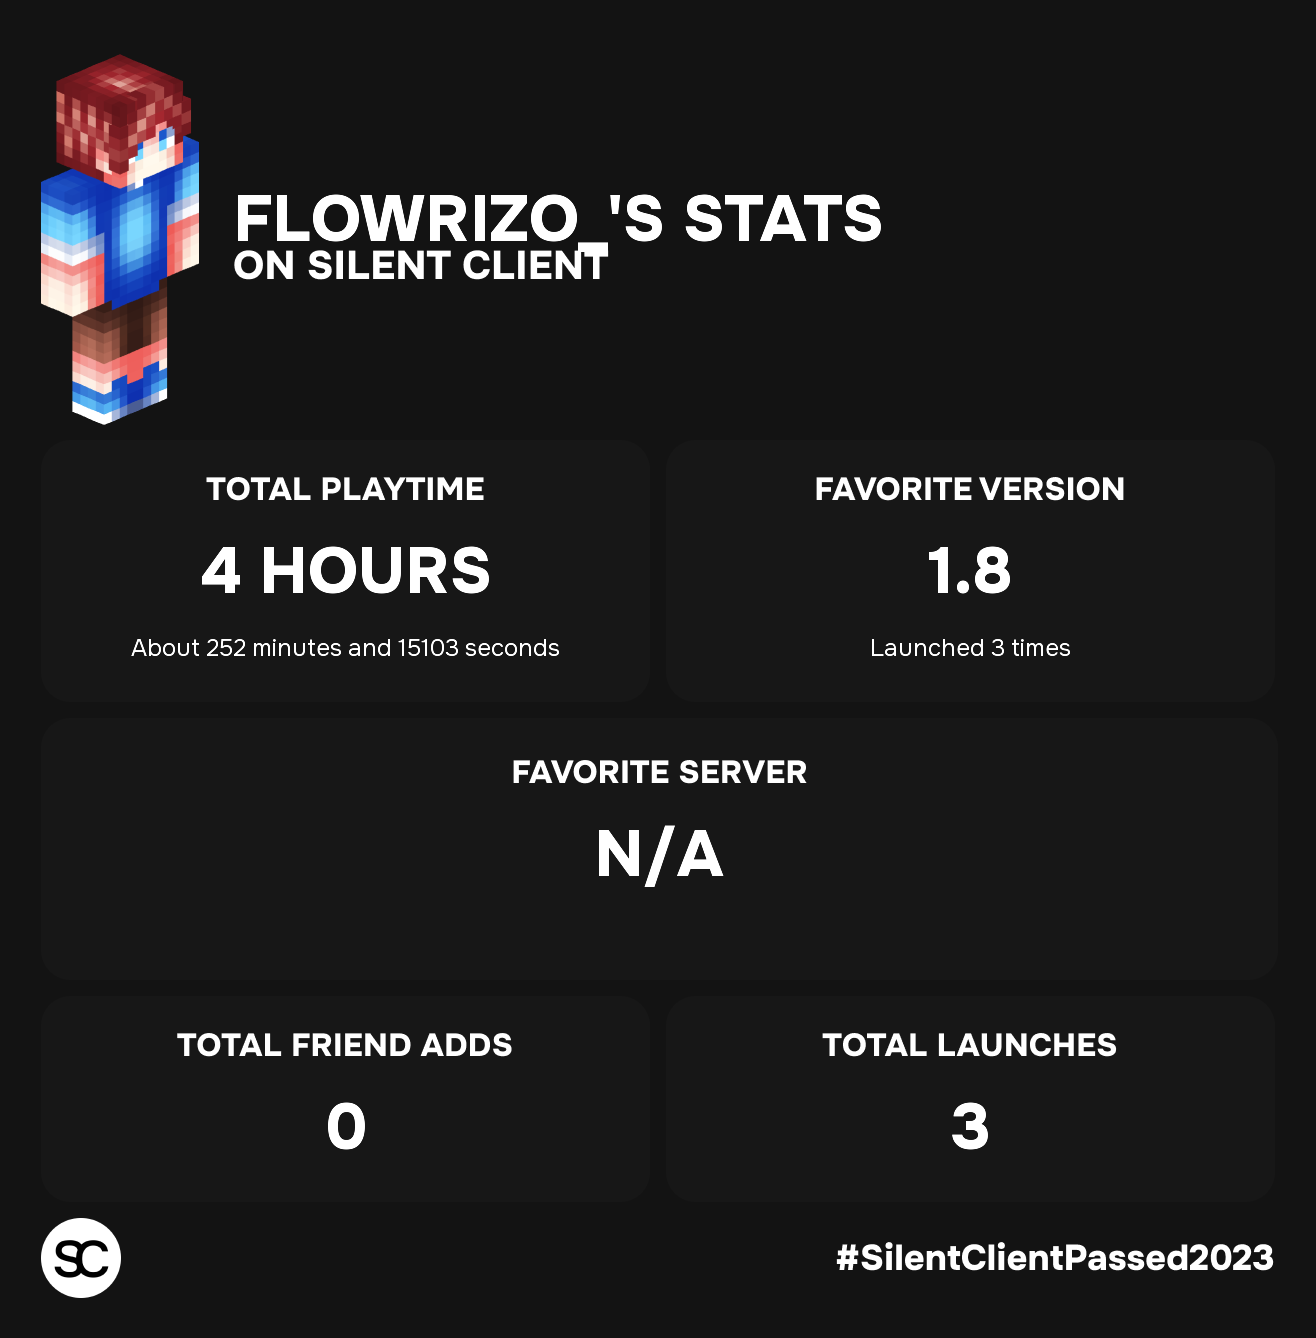 FLOWRIZO_'S STATS
ON SILENT CLIENT
TOTAL PLAYTIME
4 HOURS
About 252 minutes and 15103 seconds
FAVORITE VERSION
1.8
Launched 3 times
FAVORITE SERVER
N/A
TOTAL FRIEND ADDS
0
TOTAL LAUNCHES
3
SC
#SilentClientPassed2023